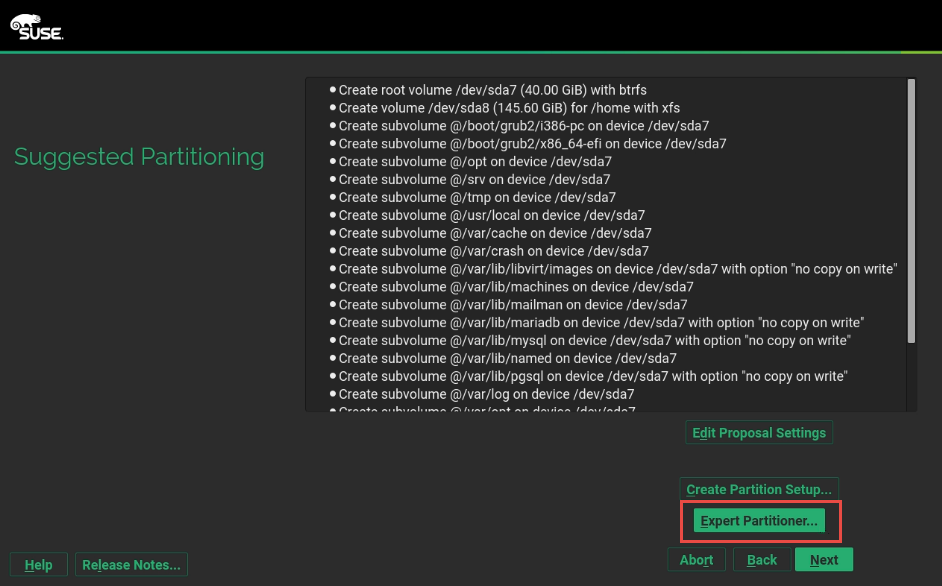 SUSE.
Suggested Partitioning
Create root volume /dev/sda7 (40.00 GiB) with btrfs
Create volume /dev/sda8 (145.60 GiB) for /home with xfs
Create subvolume @/boot/grub2/i386-pc on device /dev/sda7
Create subvolume @/boot/grub2/x86_64-efi on device /dev/sda7
Create subvolume @/opt on device /dev/sda7
Create subvolume @/srv on device /dev/sda7
Create subvolume @/tmp on device /dev/sda7
Create subvolume @/usr/local on device /dev/sda7
Create subvolume @/var/cache on device /dev/sda7
Create subvolume @/var/crash on device /dev/sda7
Create subvolume @/var/lib/libvirt/images on device /dev/sda7 with option "no copy on write"
Create subvolume @/var/lib/machines on device /dev/sda7
Create subvolume @/var/lib/mailman on device /dev/sda7
Create subvolume @/var/lib/mariadb on device /dev/sda7 with option "no copy on write"
Create subvolume @/var/lib/mysql on device /dev/sda7 with option "no copy on write"
Create subvolume @/var/lib/named on device /dev/sda7
Create subvolume @/var/lib/pgsql on device /dev/sda7 with option "no copy on write"
Create subvolume @/var/log on device /dev/sda7
Create subvolume @/var/opt on device /dev/sda7
Edit Proposal Settings
Create Partition Setup...
Expert Partitioner...
Help
Release Notes...
Abort
Back
Next